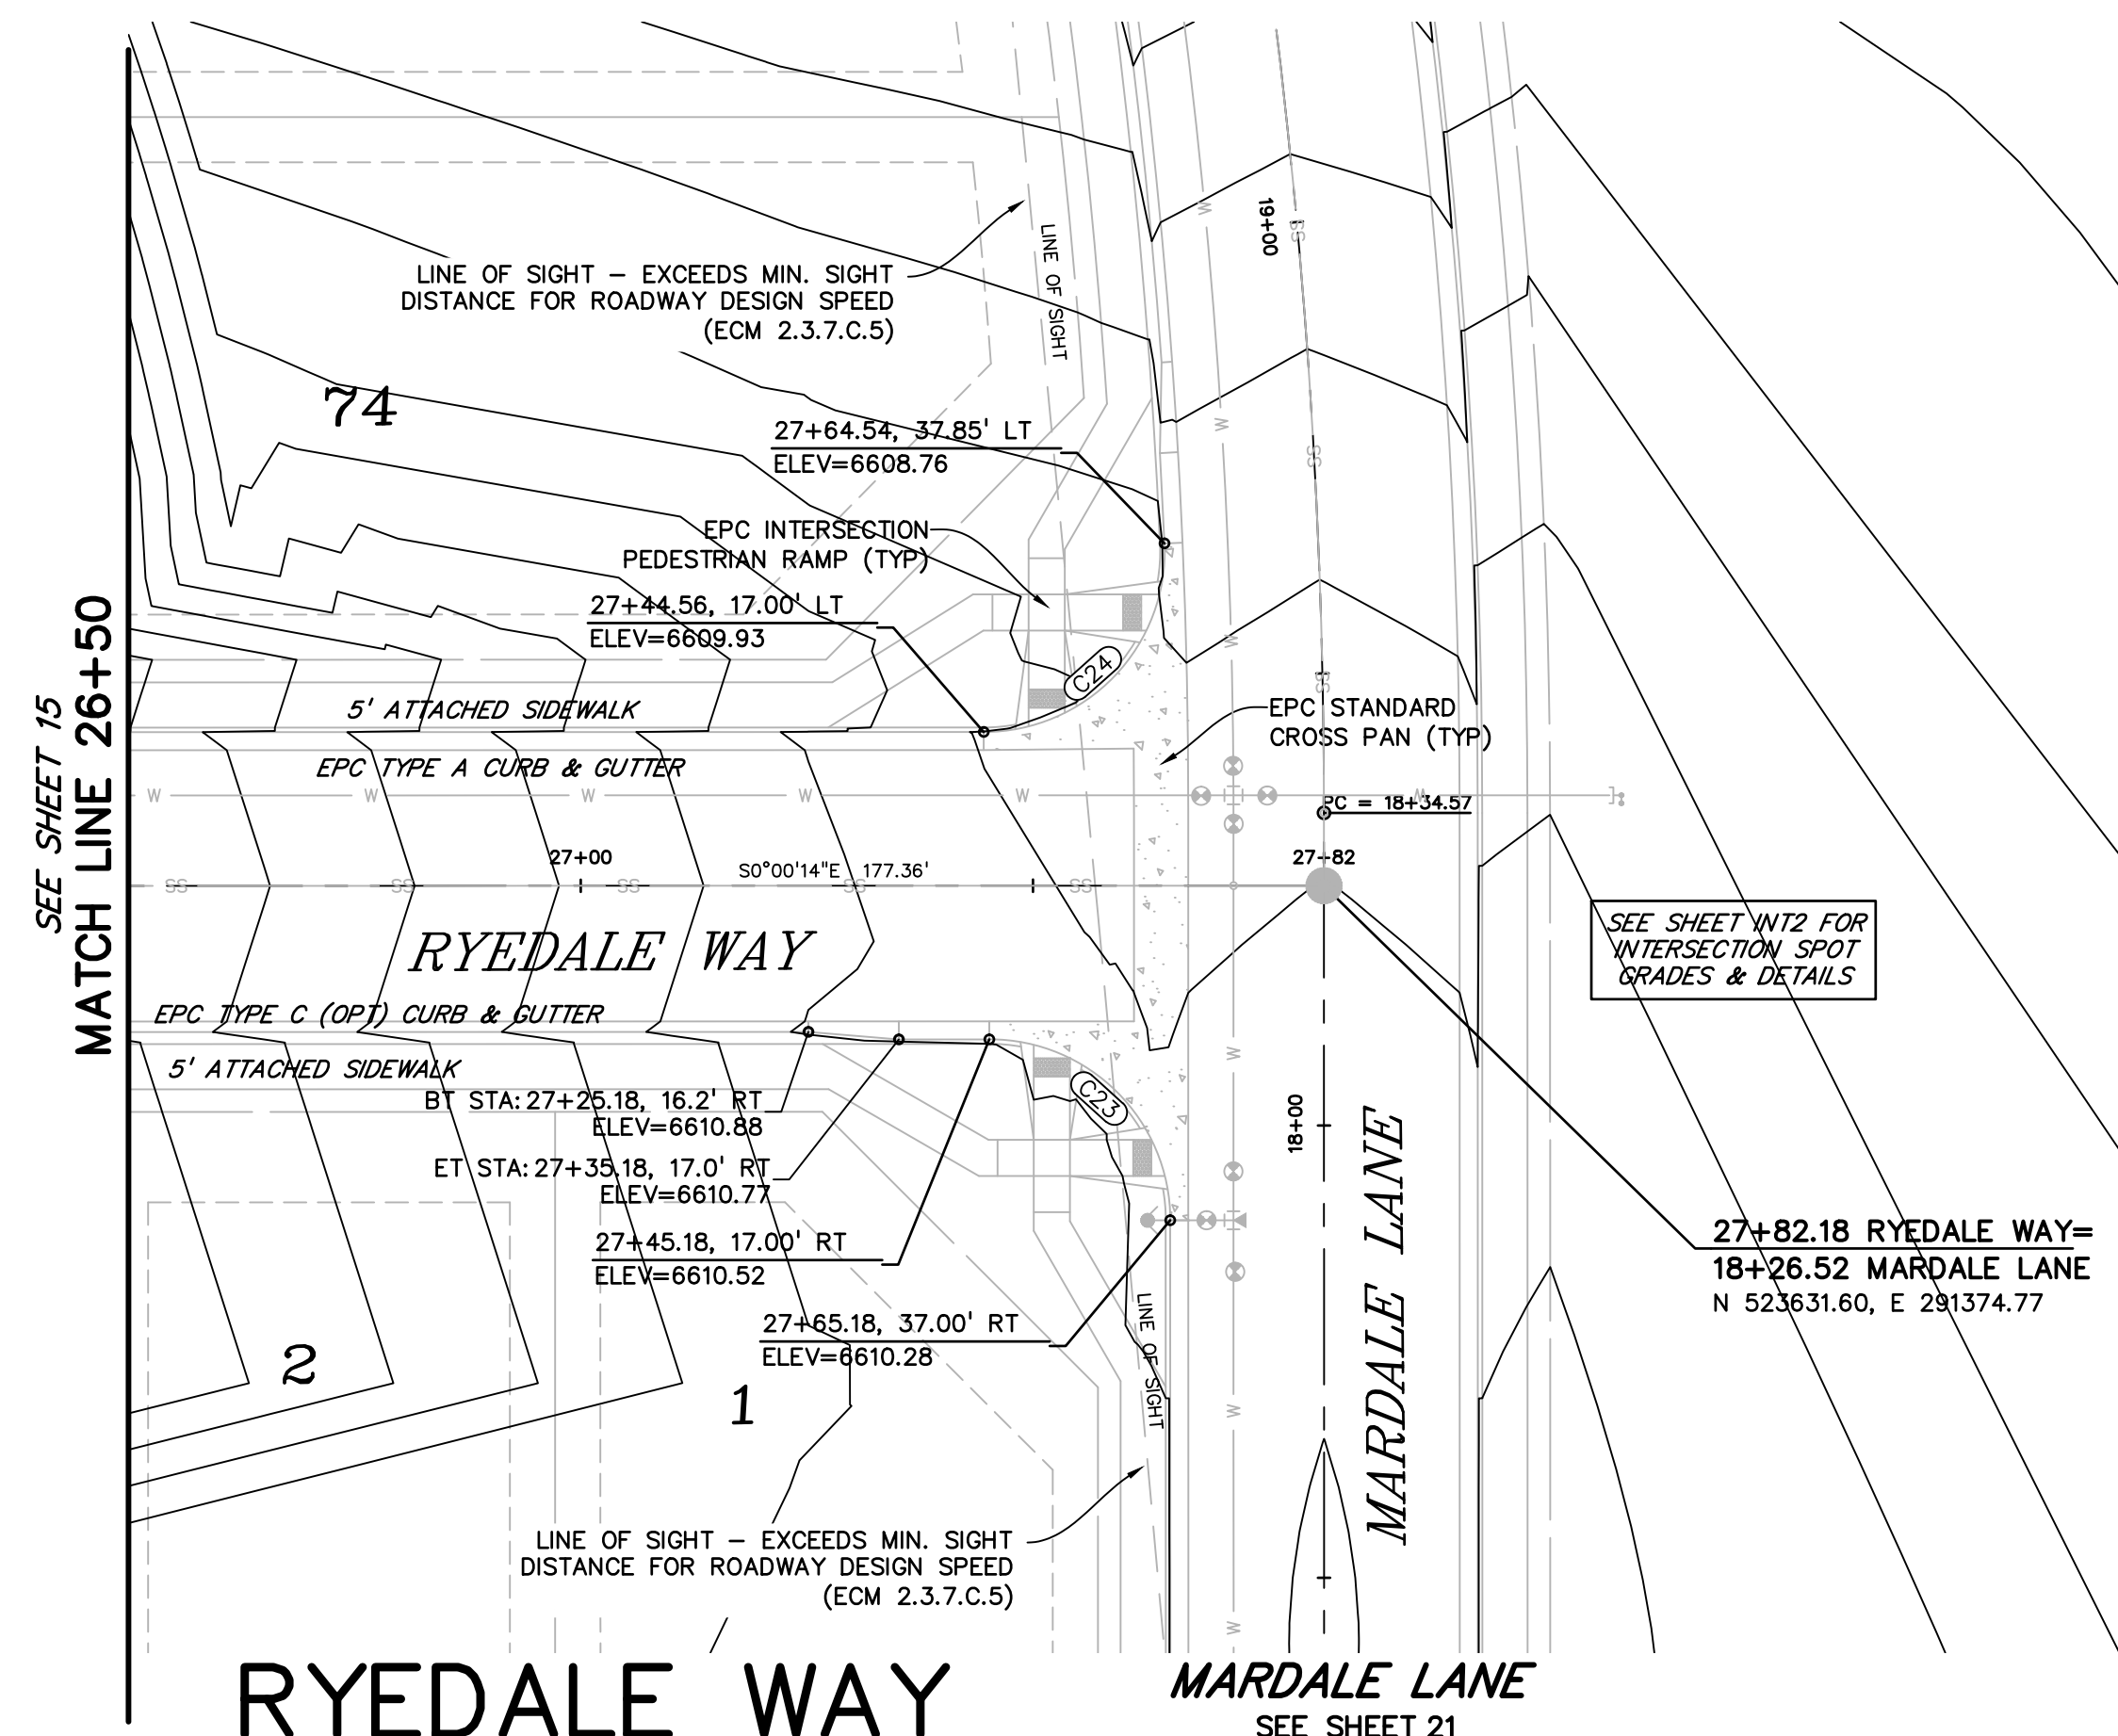 19+00
LINE OF SIGHT
LINE OF SIGHT – EXCEEDS MIN. SIGHT
DISTANCE FOR ROADWAY DESIGN SPEED
(ECM 2.3.7.C.5)
74
27+64.54, 37.85' LT
ELEV=6608.76
EPC INTERSECTION
PEDESTRIAN RAMP (TYP)
27+44.56, 17.00' LT
ELEV=6609.93
C24
SEE SHEET 15
MATCH LINE 26+50
5' ATTACHED SIDEWALK
EPC TYPE A CURB & GUTTER
EPC STANDARD
CROSS PAN (TYP)
W W W W W W
PC = 18+34.57
27+00
S0°00'14"E 177.36'
27+82
SS SS SS SS SS
RYEDALE WAY
SEE SHEET INT2 FOR
INTERSECTION SPOT
GRADES & DETAILS
EPC TYPE C (OPT) CURB & GUTTER
5' ATTACHED SIDEWALK
C23
BT STA: 27+25.18, 16.2' RT
ELEV=6610.88
18+00
ET STA: 27+35.18, 17.0' RT
ELEV=6610.77
27+45.18, 17.00' RT
ELEV=6610.52
27+82.18 RYEDALE WAY=
18+26.52 MARDALE LANE
N 523631.60, E 291374.77
MARDALE LANE
27+65.18, 37.00' RT
ELEV=6610.28
LINE OF SIGHT
2
1
LINE OF SIGHT – EXCEEDS MIN. SIGHT
DISTANCE FOR ROADWAY DESIGN SPEED
(ECM 2.3.7.C.5)
W W W W W W
SS SS SS
RYEDALE WAY
MARDALE LANE
SEE SHEET 21